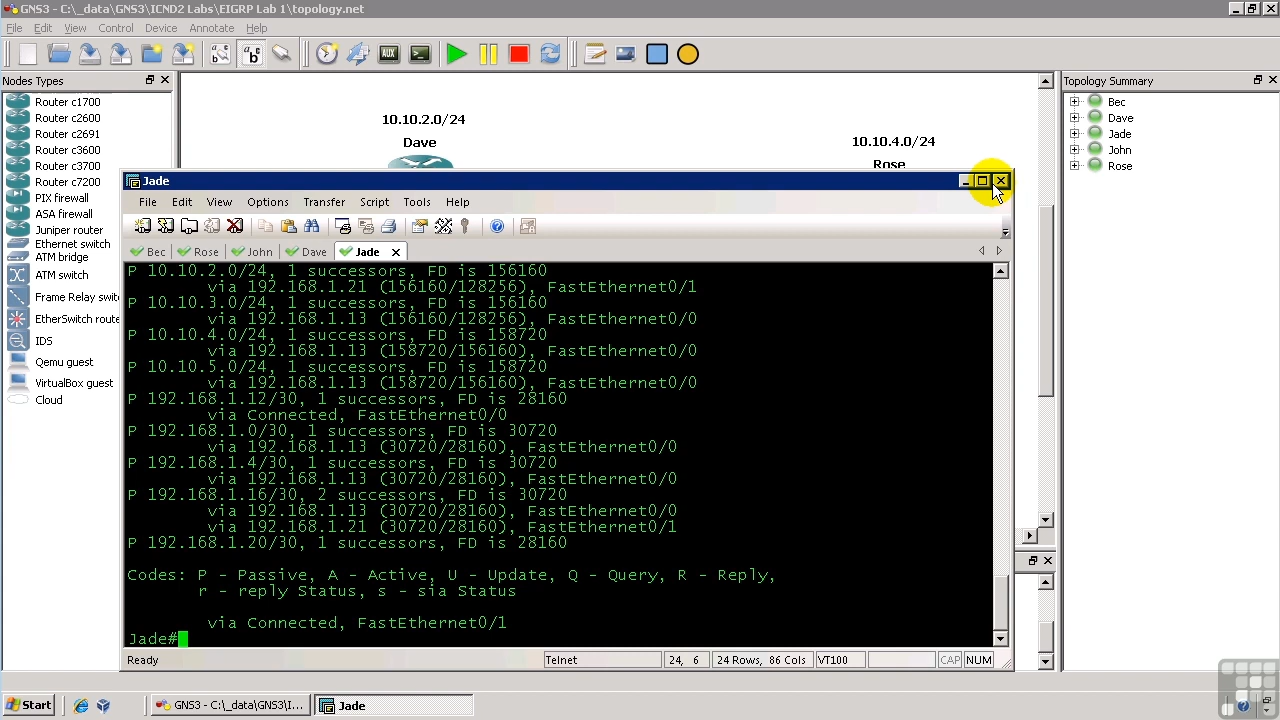 GNS3 - C:\_data\GNS3\ICND2 Labs\EIGRP Lab 1\topology.net
File Edit View Control Device Annotate Help
Nodes Types
Router c1700
Router c2600
Router c2691
Router c3600
Router c3700
Router c7200
PIX firewall
ASA firewall
Juniper router
Ethernet switch
ATM bridge
ATM switch
Frame Relay switc
EtherSwitch route
IDS
Qemu guest
VirtualBox guest
Cloud
10.10.2.0/24
Dave
10.10.4.0/24
Rose
Topology Summary
Bec
Dave
Jade
John
Rose
Jade
File Edit View Options Transfer Script Tools Help
Bec Rose John Dave Jade
P 10.10.2.0/24, 1 successors, FD is 156160
via 192.168.1.21 (156160/128256), FastEthernet0/1
P 10.10.3.0/24, 1 successors, FD is 156160
via 192.168.1.13 (156160/128256), FastEthernet0/0
P 10.10.4.0/24, 1 successors, FD is 158720
via 192.168.1.13 (158720/156160), FastEthernet0/0
P 10.10.5.0/24, 1 successors, FD is 158720
via 192.168.1.13 (158720/156160), FastEthernet0/0
P 192.168.1.12/30, 1 successors, FD is 28160
via Connected, FastEthernet0/0
P 192.168.1.0/30, 1 successors, FD is 30720
via 192.168.1.13 (30720/28160), FastEthernet0/0
P 192.168.1.4/30, 1 successors, FD is 30720
via 192.168.1.13 (30720/28160), FastEthernet0/0
P 192.168.1.16/30, 2 successors, FD is 30720
via 192.168.1.13 (30720/28160), FastEthernet0/0
via 192.168.1.21 (30720/28160), FastEthernet0/1
P 192.168.1.20/30, 1 successors, FD is 28160
Codes: P - Passive, A - Active, U - Update, Q - Query, R - Reply,
r - reply Status, s - sia Status
via Connected, FastEthernet0/1
Jade#
Ready Telnet 24, 6 24 Rows, 86 Cols VT100 CAP NUM
Start GNS3 - C:\_data\GNS3\I... Jade